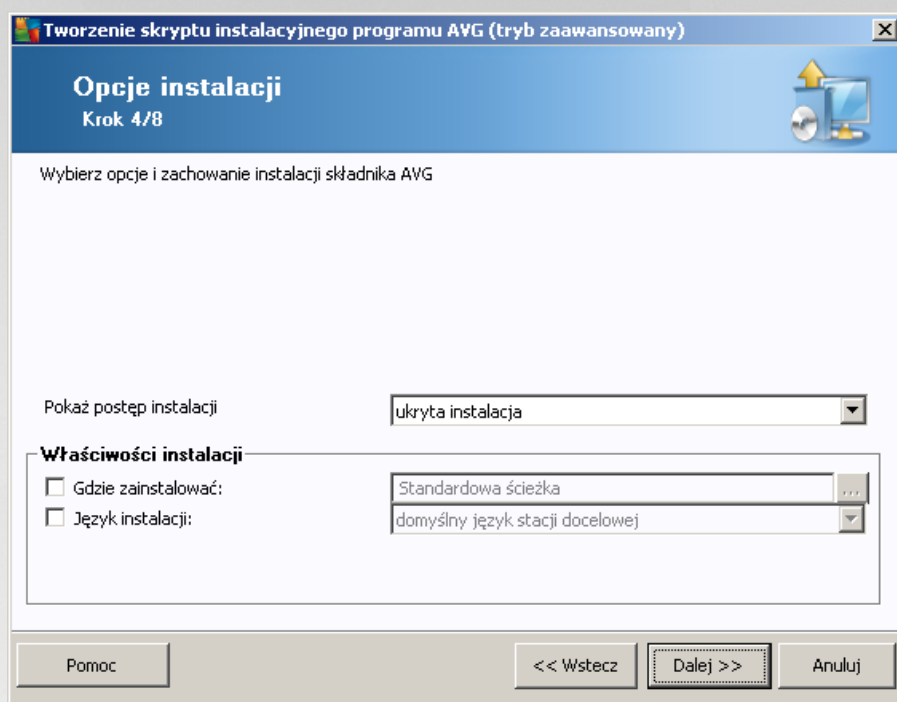 Tworzenie skryptu instalacyjnego programu AVG (tryb zaawansowany)
Opcje instalacji
Krok 4/8
Wybierz opcje i zachowanie instalacji składnika AVG
Pokaż postęp instalacji
ukryta instalacja
Właściwości instalacji
Gdzie zainstalować:
Standardowa ścieżka
...
Język instalacji:
domyślny język stacji docelowej
Pomoc
<< Wstecz
Dalej >>
Anuluj